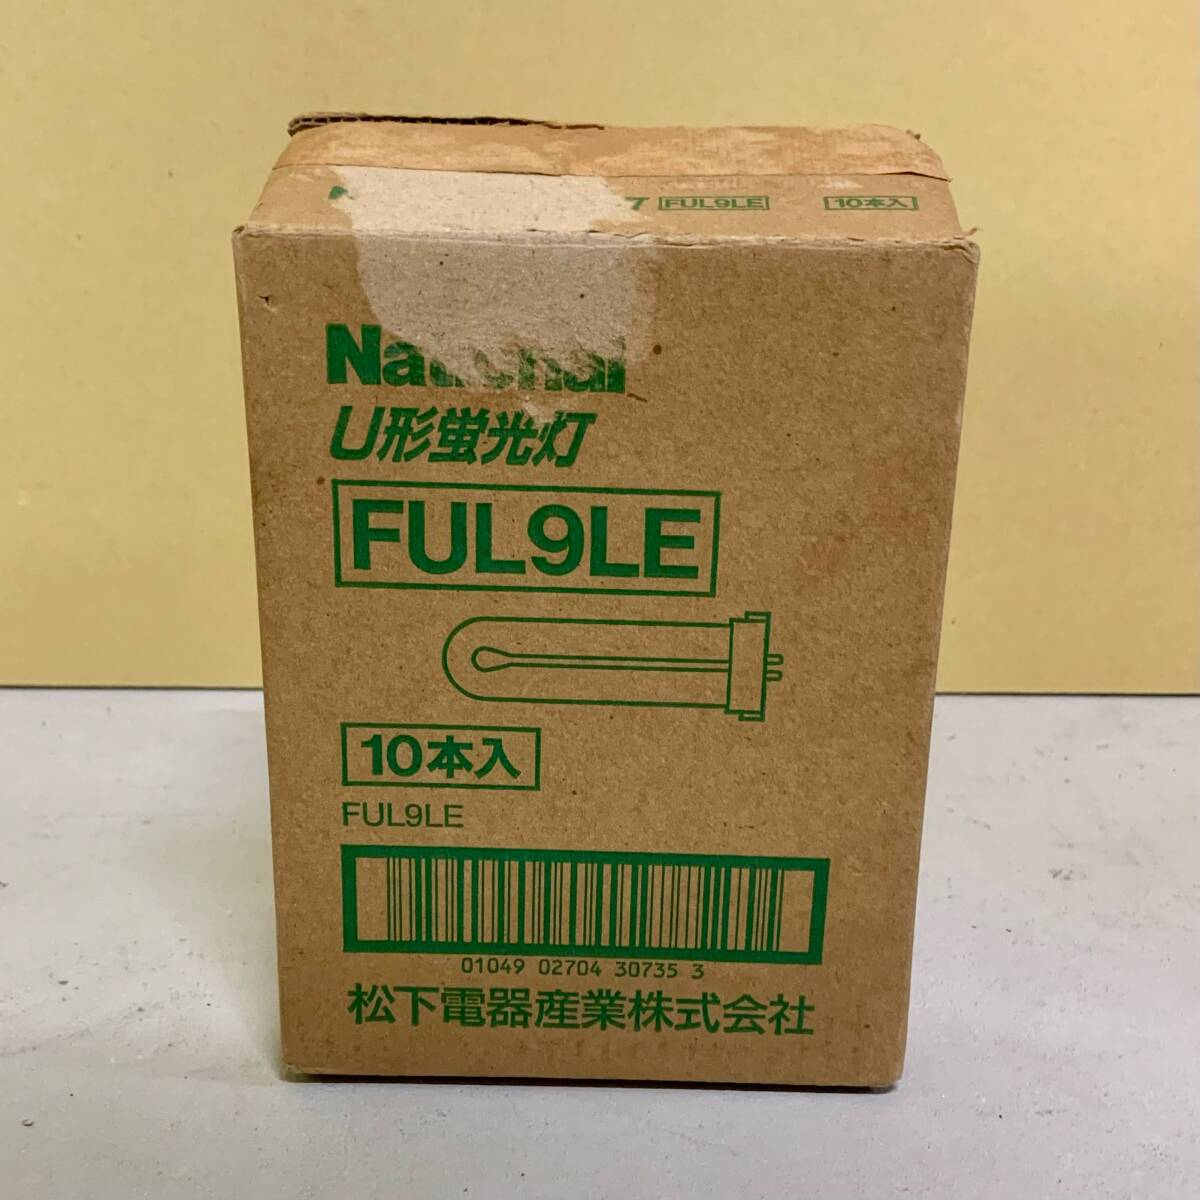 FUL9LE 10本入
National
U形蛍光灯
FUL9LE
10本入
FUL9LE
01049 02704 30735 3
松下電器産業株式会社